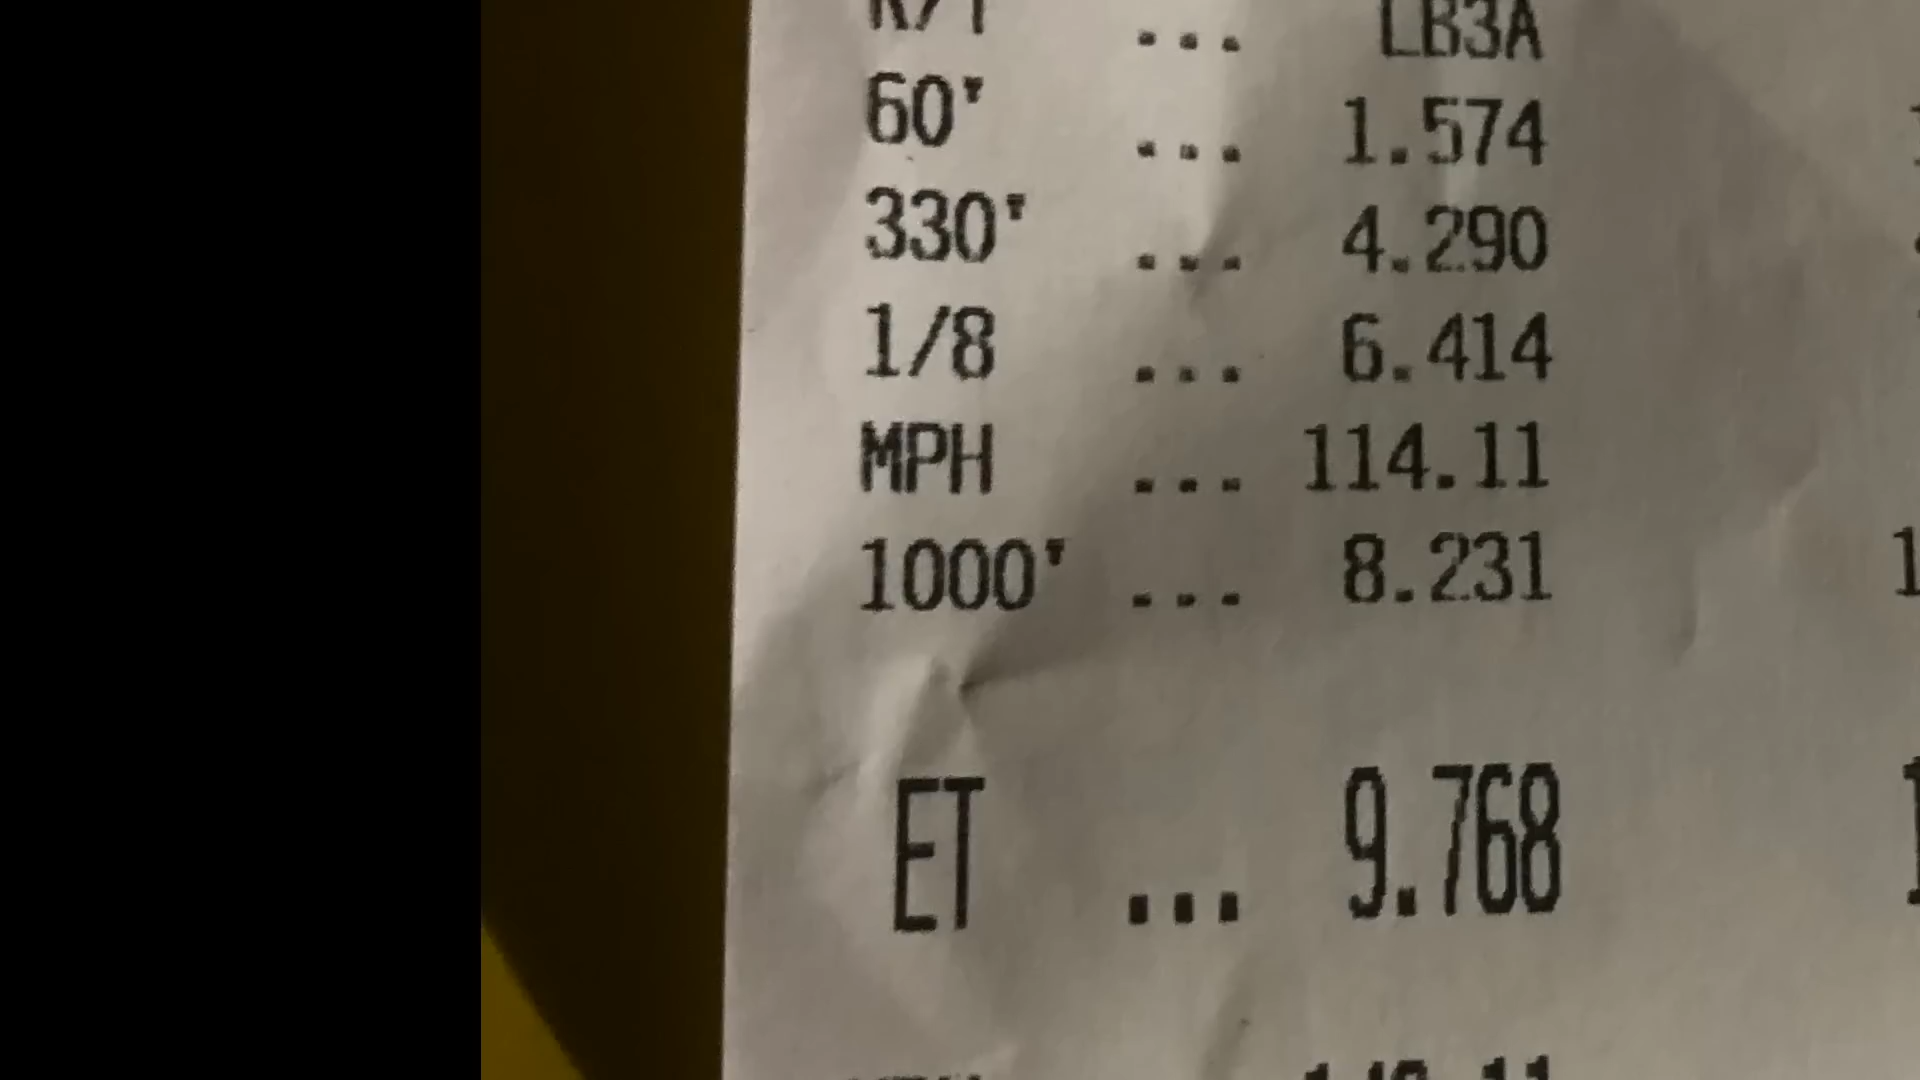 R/T ... LB3A
60' ... 1.574
330' ... 4.290
1/8 ... 6.414
MPH ... 114.11
1000' ... 8.231
ET ... 9.768